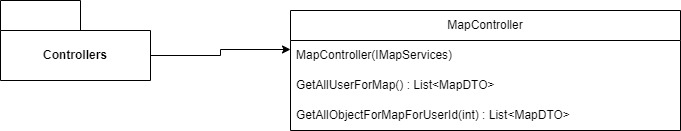 Controllers
MapController
MapController(IMapServices)
GetAllUserForMap() : List<MapDTO>
GetAllObjectForMapForUserId(int) : List<MapDTO>